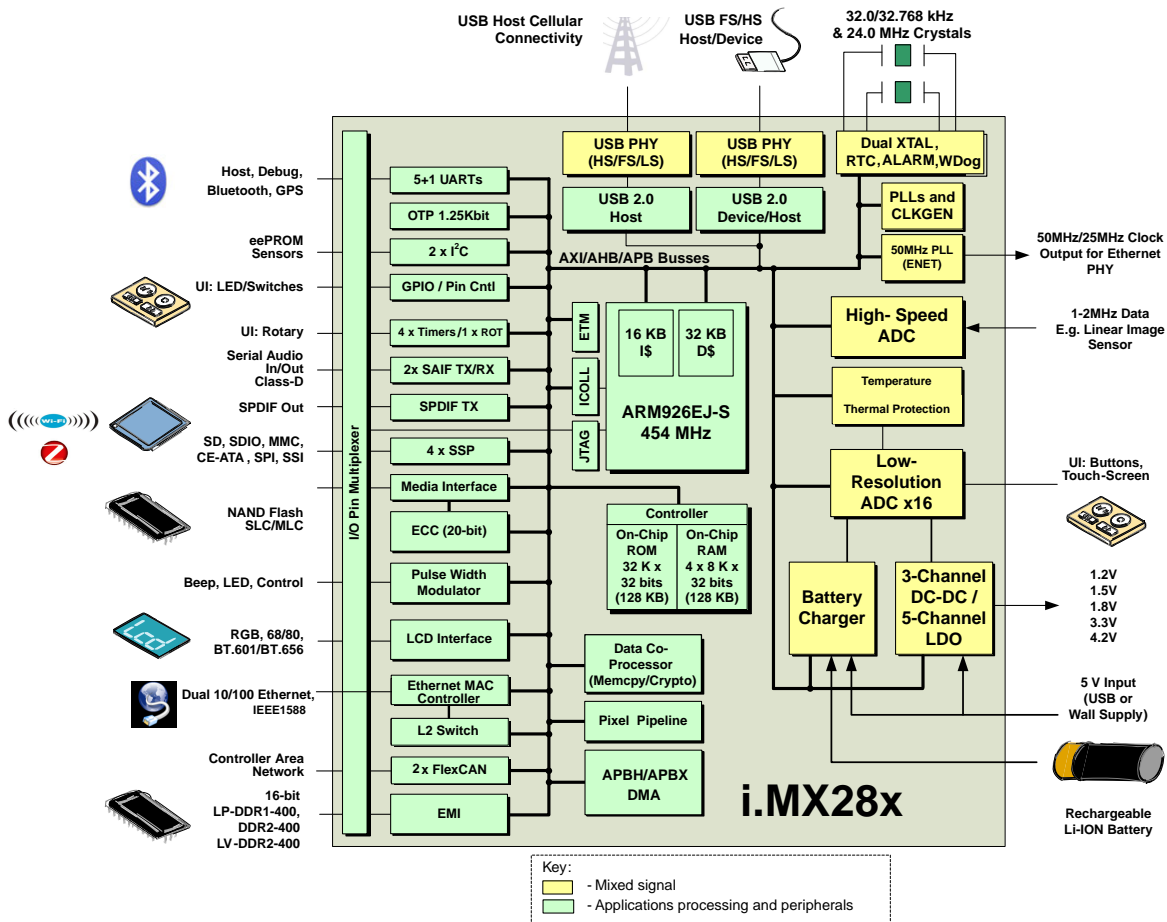 USB Host Cellular
Connectivity
USB FS/HS
Host/Device
32.0/32.768 kHz
& 24.0 MHz Crystals
I/O Pin Multiplexer
Host, Debug,
Bluetooth, GPS
eePROM
Sensors
UI: LED/Switches
UI: Rotary
Serial Audio
In/Out
Class-D
SPDIF Out
Wi-Fi
SD, SDIO, MMC,
CE-ATA , SPI, SSI
NAND Flash
SLC/MLC
Beep, LED, Control
Lcd
RGB, 68/80,
BT.601/BT.656
Dual 10/100 Ethernet,
IEEE1588
Controller Area
Network
16-bit
LP-DDR1-400,
DDR2-400
LV-DDR2-400
5+1 UARTs
OTP 1.25Kbit
2 x I²C
GPIO / Pin Cntl
4 x Timers/1 x ROT
2x SAIF TX/RX
SPDIF TX
4 x SSP
Media Interface
ECC (20-bit)
Pulse Width
Modulator
LCD Interface
Ethernet MAC
Controller
L2 Switch
2 x FlexCAN
EMI
USB PHY
(HS/FS/LS)
USB 2.0
Host
USB PHY
(HS/FS/LS)
USB 2.0
Device/Host
AXI/AHB/APB Busses
ETM
ICOLL
JTAG
16 KB
I$
32 KB
D$
ARM926EJ-S
454 MHz
Controller
On-Chip
ROM
32 K x
32 bits
(128 KB)
On-Chip
RAM
4 x 8 K x
32 bits
(128 KB)
Data Co-
Processor
(Memcpy/Crypto)
Pixel Pipeline
APBH/APBX
DMA
Dual XTAL,
RTC, ALARM, WDog
PLLs and
CLKGEN
50MHz PLL
(ENET)
High- Speed
ADC
Temperature
Thermal Protection
Low-
Resolution
ADC x16
Battery
Charger
3-Channel
DC-DC /
5-Channel
LDO
i.MX28x
50MHz/25MHz Clock
Output for Ethernet
PHY
1-2MHz Data
E.g. Linear Image
Sensor
UI: Buttons,
Touch-Screen
1.2V
1.5V
1.8V
3.3V
4.2V
5 V Input
(USB or
Wall Supply)
Rechargeable
Li-ION Battery
Key:
- Mixed signal
- Applications processing and peripherals